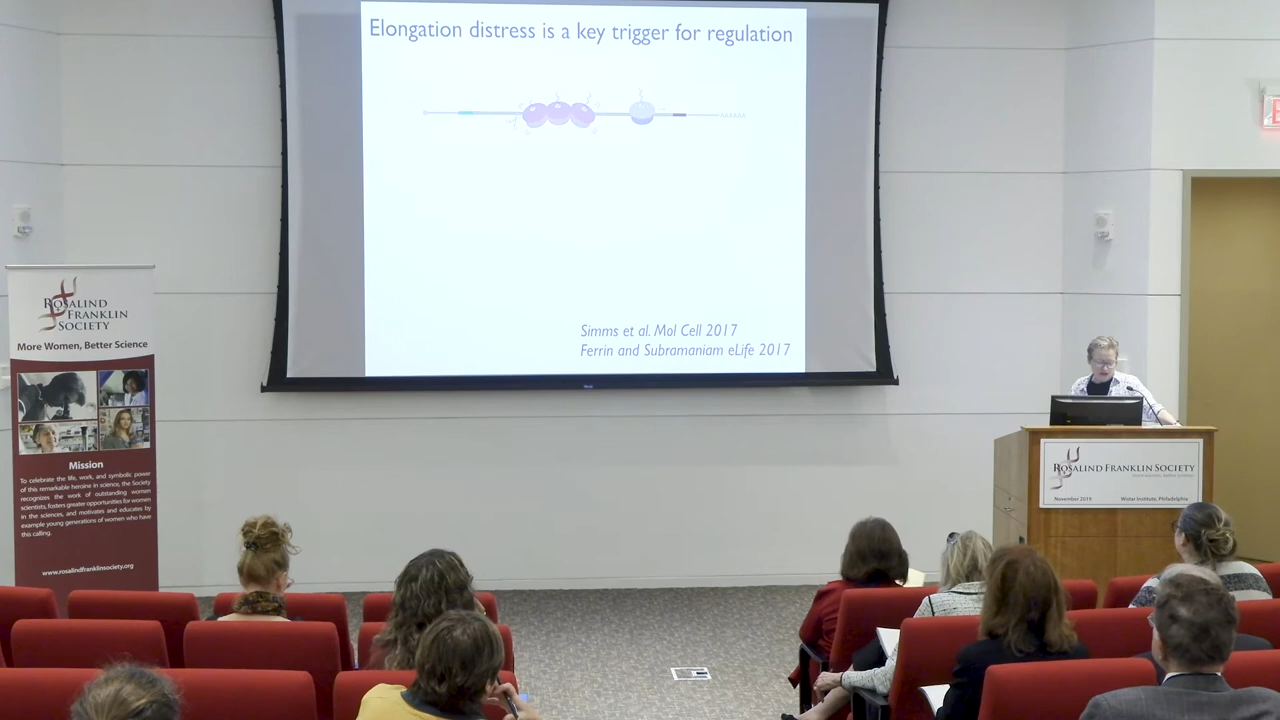 Elongation distress is a key trigger for regulation
AAAAAA
Simms et al. Mol Cell 2017
Ferrin and Subramaniam eLife 2017
ROSALIND
FRANKLIN
SOCIETY
More Women, Better Science
Mission
To celebrate the life, work, and symbolic power
of this remarkable heroine in science, the Society
recognizes the work of outstanding women
scientists, fosters greater opportunities for women
in the sciences, and motivates and educates by
example young generations of women who have
this calling.
www.rosalindfranklinsociety.org
ROSALIND FRANKLIN SOCIETY
November 2019 Wistar Institute, Philadelphia